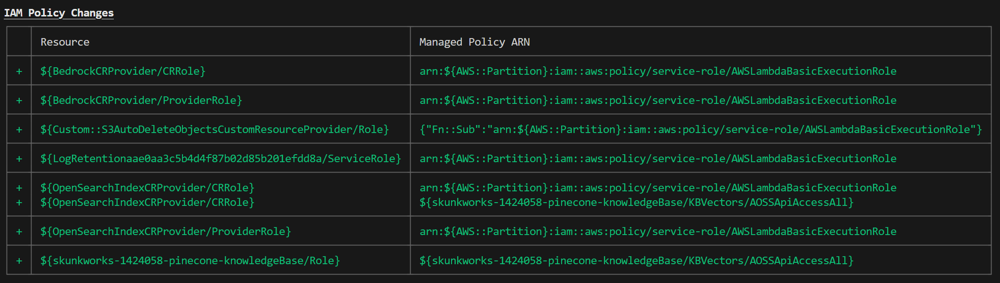 IAM Policy Changes
Resource Managed Policy ARN
+ ${BedrockCRProvider/CRRole} arn:${AWS::Partition}:iam::aws:policy/service-role/AWSLambdaBasicExecutionRole
+ ${BedrockCRProvider/ProviderRole} arn:${AWS::Partition}:iam::aws:policy/service-role/AWSLambdaBasicExecutionRole
+ ${Custom::S3AutoDeleteObjectsCustomResourceProvider/Role} {"Fn::Sub":"arn:${AWS::Partition}:iam::aws:policy/service-role/AWSLambdaBasicExecutionRole"}
+ ${LogRetentionaae0aa3c5b4d4f87b02d85b201efdd8a/ServiceRole} arn:${AWS::Partition}:iam::aws:policy/service-role/AWSLambdaBasicExecutionRole
+ ${OpenSearchIndexCRProvider/CRRole} arn:${AWS::Partition}:iam::aws:policy/service-role/AWSLambdaBasicExecutionRole
+ ${OpenSearchIndexCRProvider/CRRole} ${skunkworks-1424058-pinecone-knowledgeBase/KBVectors/AOSSApiAccessAll}
+ ${OpenSearchIndexCRProvider/ProviderRole} arn:${AWS::Partition}:iam::aws:policy/service-role/AWSLambdaBasicExecutionRole
+ ${skunkworks-1424058-pinecone-knowledgeBase/Role} ${skunkworks-1424058-pinecone-knowledgeBase/KBVectors/AOSSApiAccessAll}